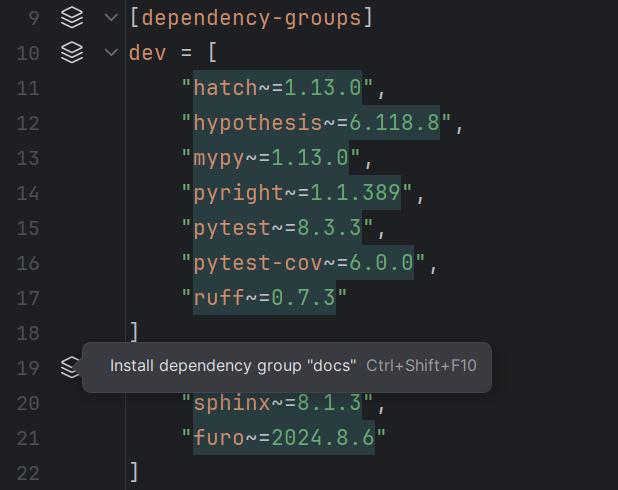 9 [dependency-groups]
10 dev = [
11 "hatch~=1.13.0",
12 "hypothesis~=6.118.8",
13 "mypy~=1.13.0",
14 "pyright~=1.1.389",
15 "pytest~=8.3.3",
16 "pytest-cov~=6.0.0",
17 "ruff~=0.7.3"
18 ]
19 Install dependency group "docs" Ctrl+Shift+F10
20 "sphinx~=8.1.3",
21 "furo~=2024.8.6"
22 ]